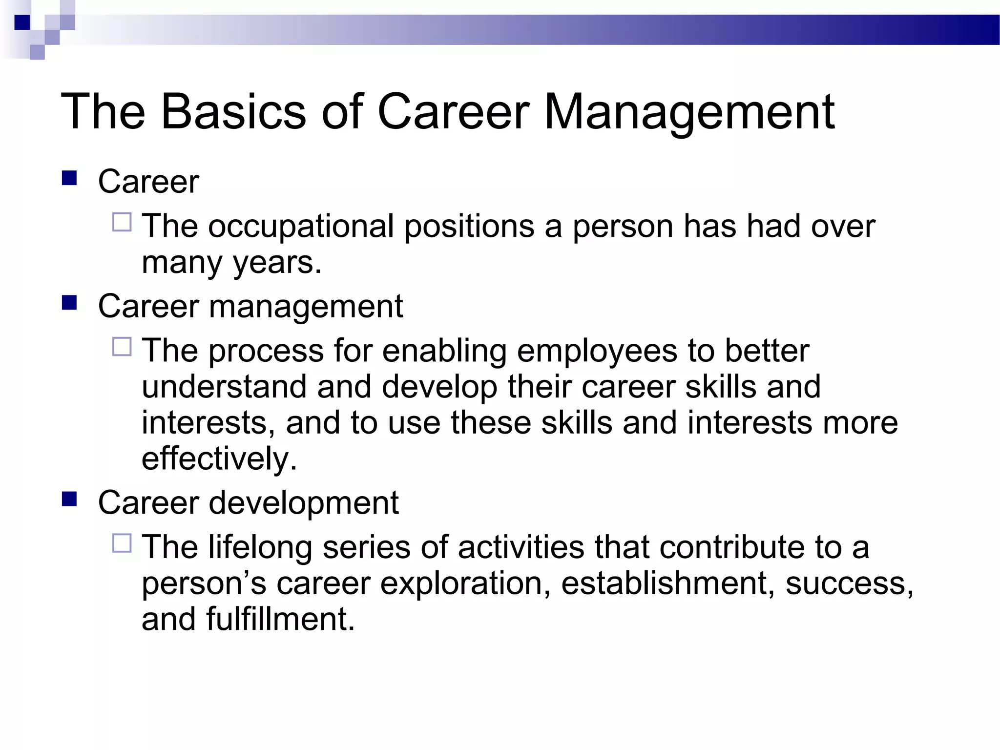 The Basics of Career Management
Career
The occupational positions a person has had over
many years.
Career management
The process for enabling employees to better
understand and develop their career skills and
interests, and to use these skills and interests more
effectively.
Career development
The lifelong series of activities that contribute to a
person’s career exploration, establishment, success,
and fulfillment.